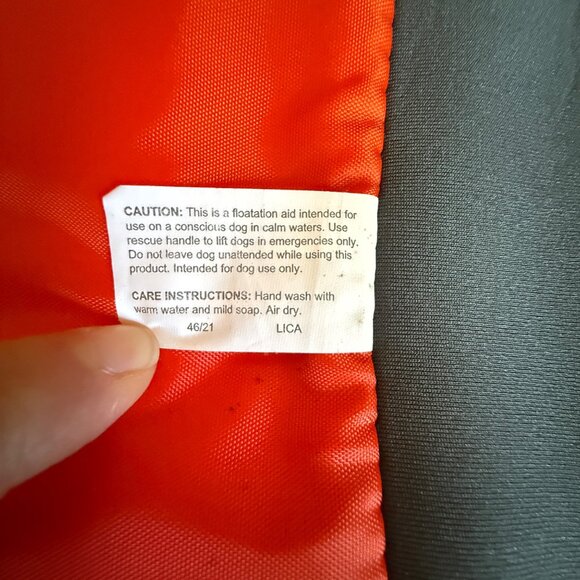 CAUTION: This is a floatation aid intended for
use on a conscious dog in calm waters. Use
rescue handle to lift dogs in emergencies only.
Do not leave dog unattended while using this
product. Intended for dog use only.
CARE INSTRUCTIONS: Hand wash with
warm water and mild soap. Air dry.
46/21 LICA